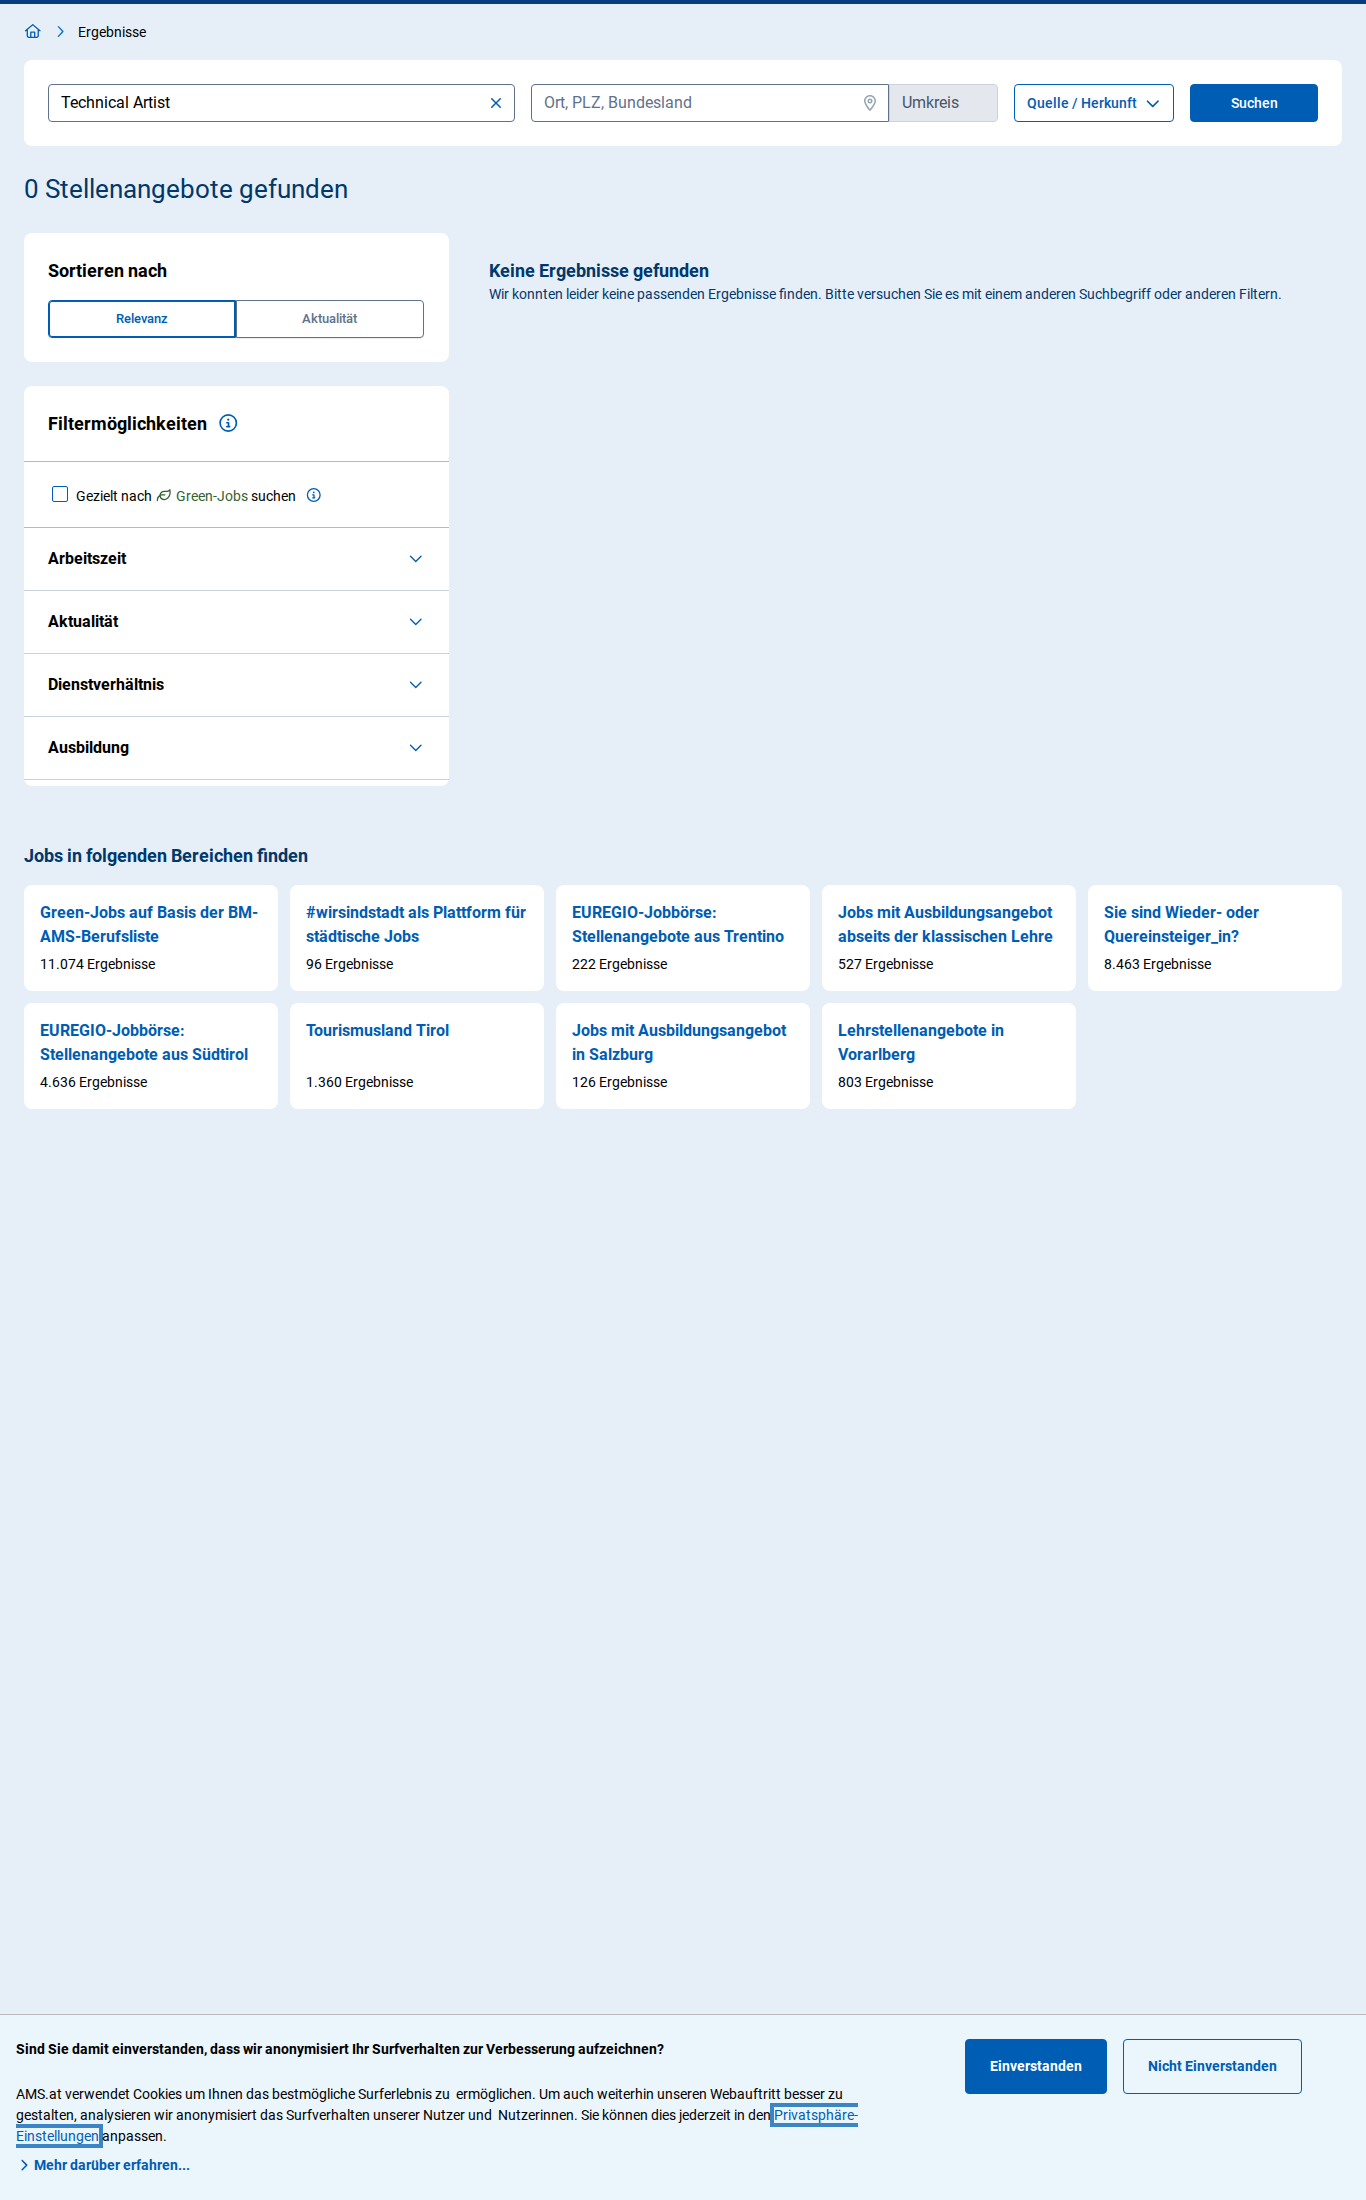 Ergebnisse
Technical Artist
Ort, PLZ, Bundesland
Umkreis
Quelle / Herkunft
Suchen
0 Stellenangebote gefunden
Sortieren nach
Relevanz
Aktualität
Keine Ergebnisse gefunden
Wir konnten leider keine passenden Ergebnisse finden. Bitte versuchen Sie es mit einem anderen Suchbegriff oder anderen Filtern.
Filtermöglichkeiten
Gezielt nach Green-Jobs suchen
Arbeitszeit
Aktualität
Dienstverhältnis
Ausbildung
Jobs in folgenden Bereichen finden
Green-Jobs auf Basis der BM-
AMS-Berufsliste
11.074 Ergebnisse
#wirsindstadt als Plattform für
städtische Jobs
96 Ergebnisse
EUREGIO-Jobbörse:
Stellenangebote aus Trentino
222 Ergebnisse
Jobs mit Ausbildungsangebot
abseits der klassischen Lehre
527 Ergebnisse
Sie sind Wieder- oder
Quereinsteiger_in?
8.463 Ergebnisse
EUREGIO-Jobbörse:
Stellenangebote aus Südtirol
4.636 Ergebnisse
Tourismusland Tirol
1.360 Ergebnisse
Jobs mit Ausbildungsangebot
in Salzburg
126 Ergebnisse
Lehrstellenangebote in
Vorarlberg
803 Ergebnisse
Sind Sie damit einverstanden, dass wir anonymisiert Ihr Surfverhalten zur Verbesserung aufzeichnen?
AMS.at verwendet Cookies um Ihnen das bestmögliche Surferlebnis zu ermöglichen. Um auch weiterhin unseren Webauftritt besser zu
gestalten, analysieren wir anonymisiert das Surfverhalten unserer Nutzer und Nutzerinnen. Sie können dies jederzeit in den Privatsphäre-
Einstellungen anpassen.
Mehr darüber erfahren...
Einverstanden
Nicht Einverstanden